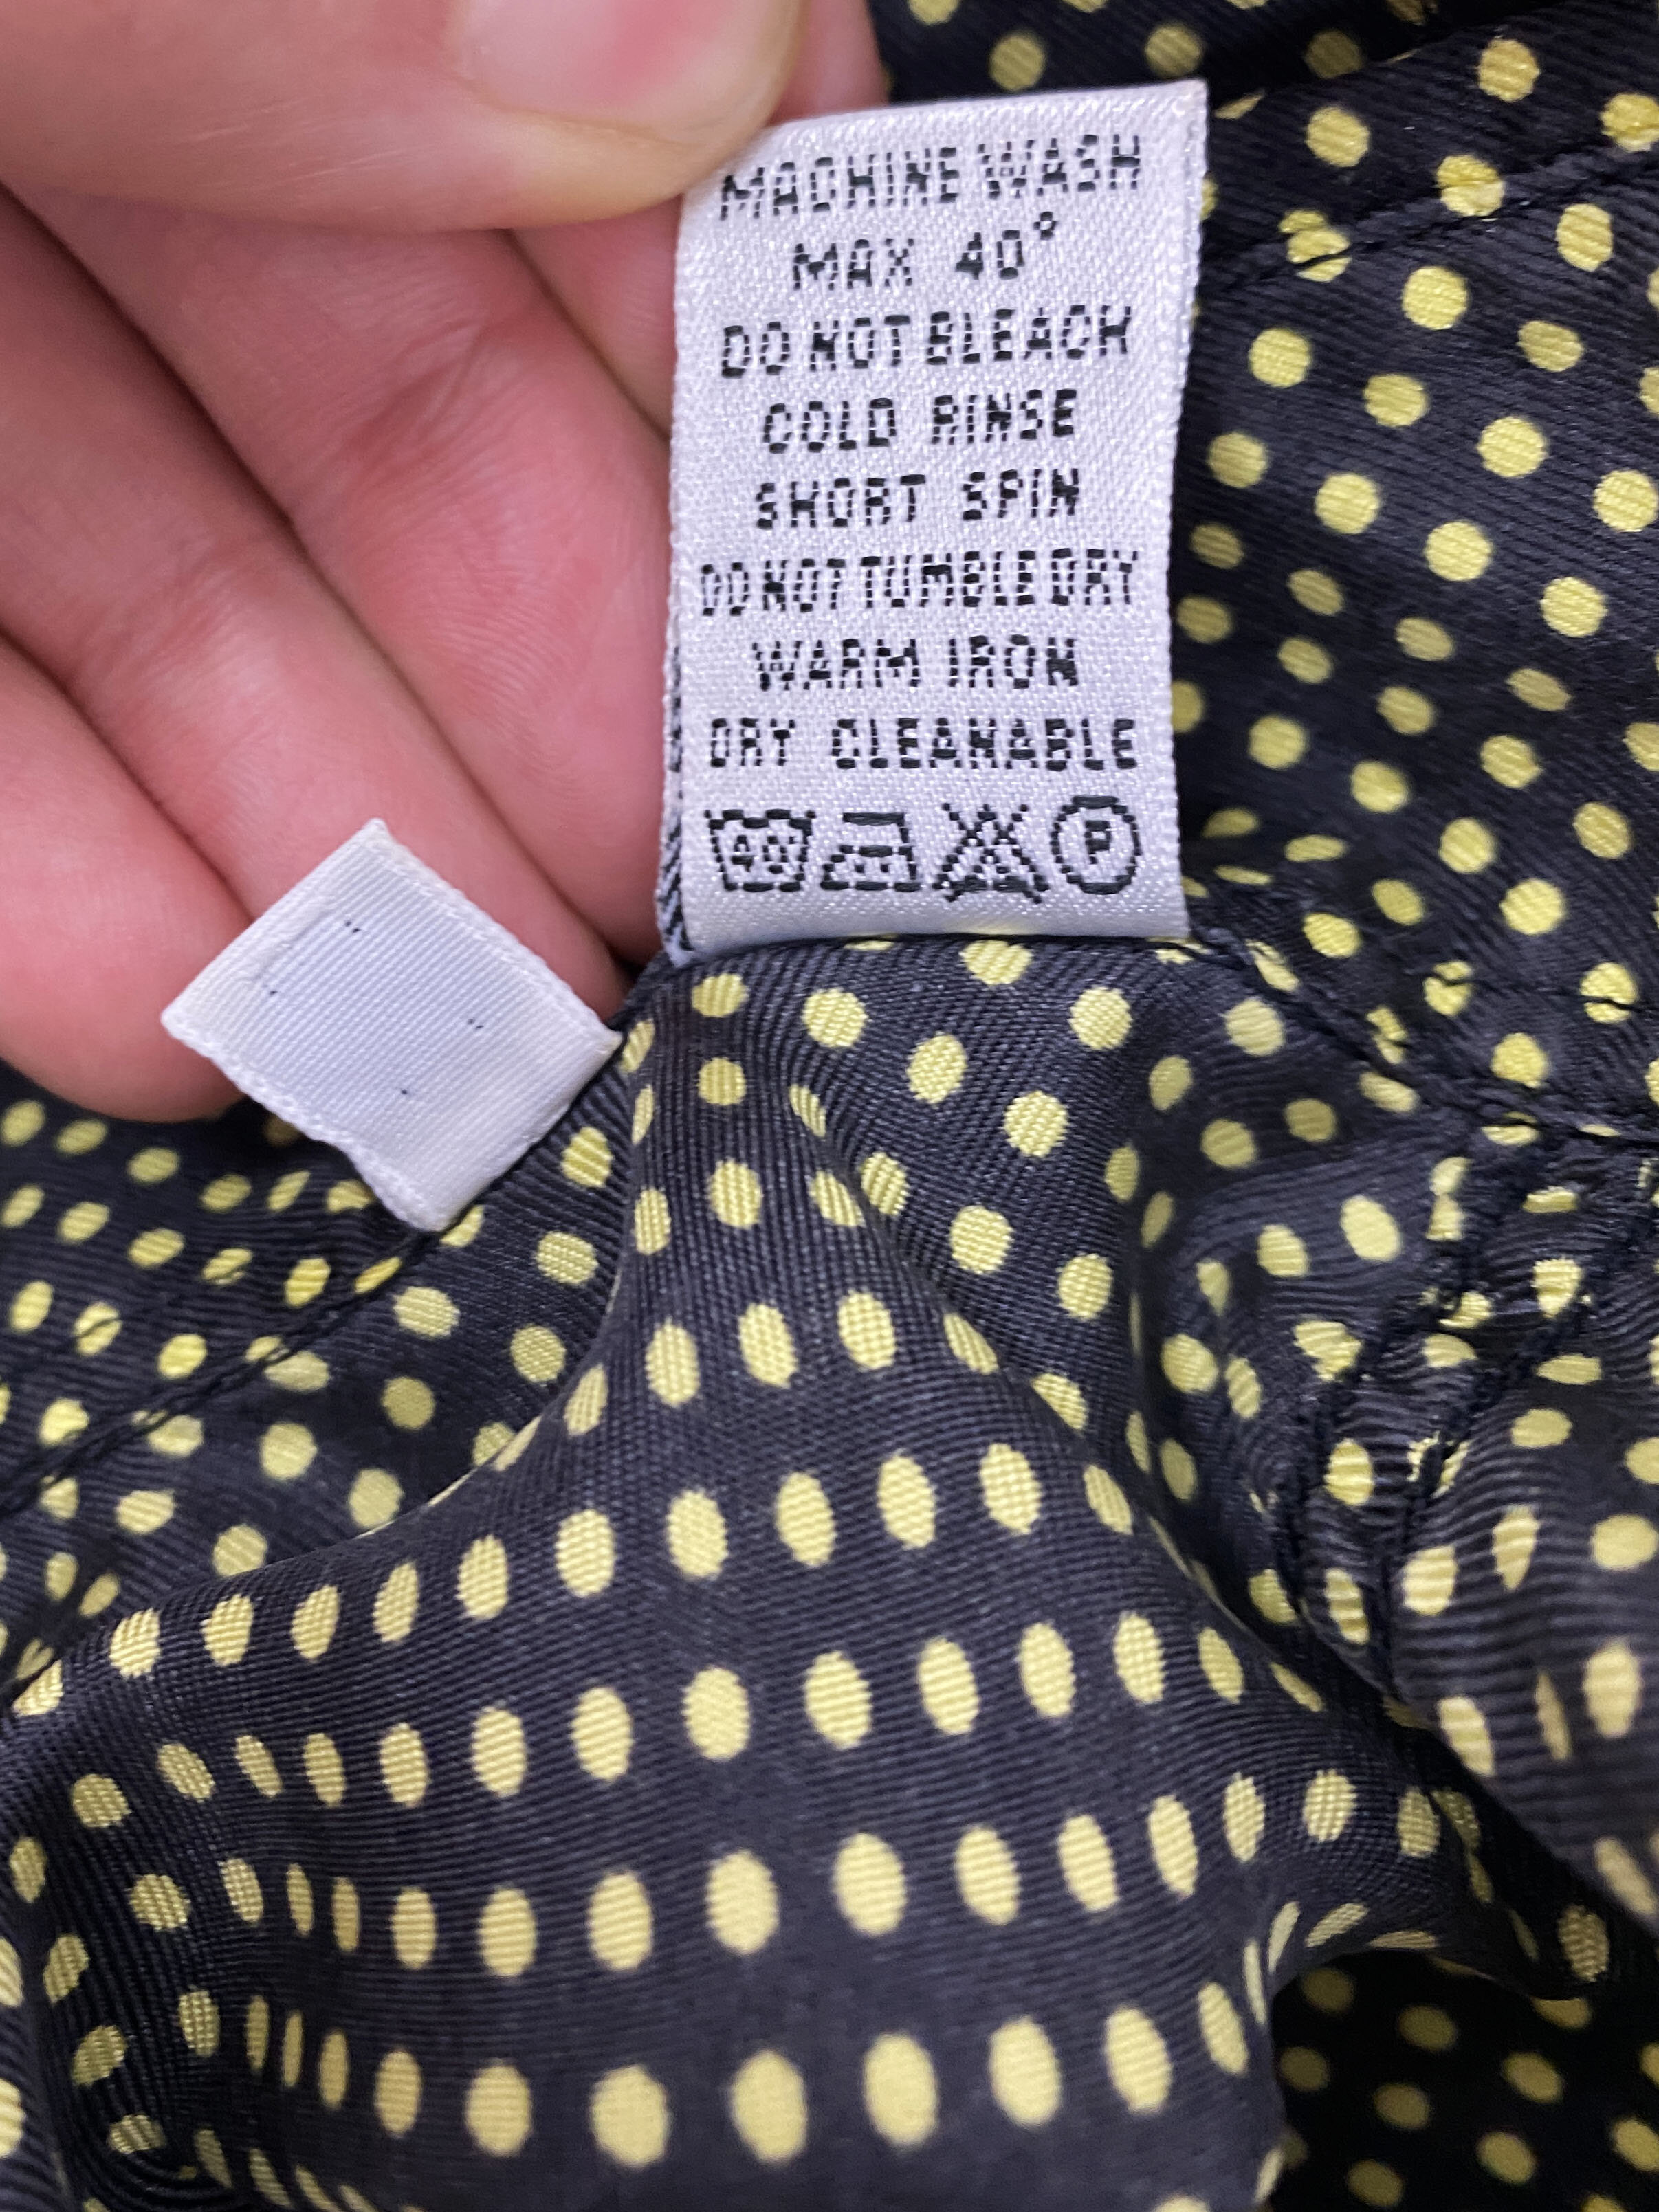 MACHINE WASH
MAX 40°
DO NOT BLEACH
COLD RINSE
SHORT SPIN
DO NOT TUMBLE DRY
WARM IRON
DRY CLEANABLE
40 P